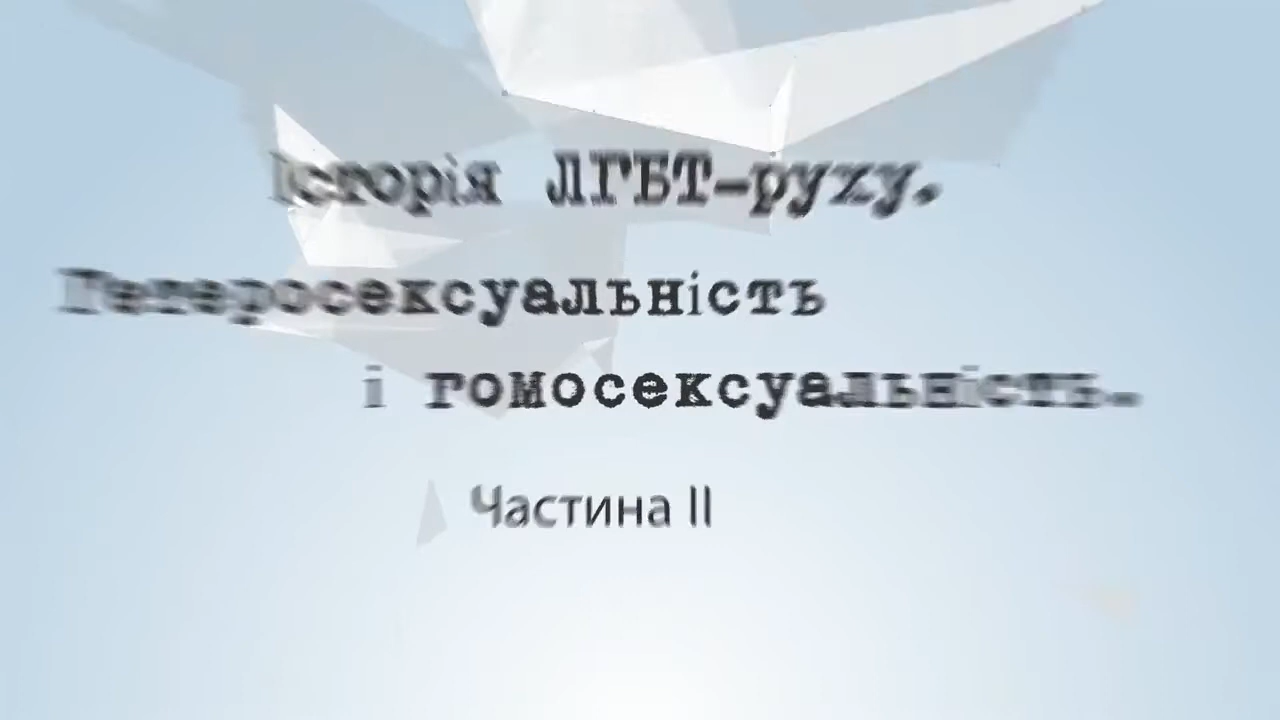 Історія ЛГБТ-руху.
Гетеросексуальність
і гомосексуальність.
Частина II